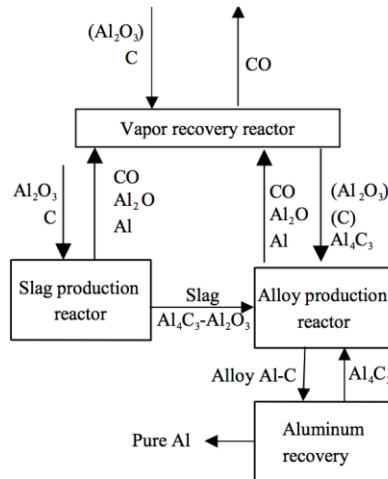 (Al₂O₃)
C
CO
Vapor recovery reactor
Al₂O₃
C
CO
Al₂O
Al
CO
Al₂O
Al
(Al₂O₃)
(C)
Al₄C₃
Slag production
reactor
Slag
Al₄C₃-Al₂O₃
Alloy production
reactor
Alloy Al-C
Al₄C₃
Pure Al
Aluminum
recovery